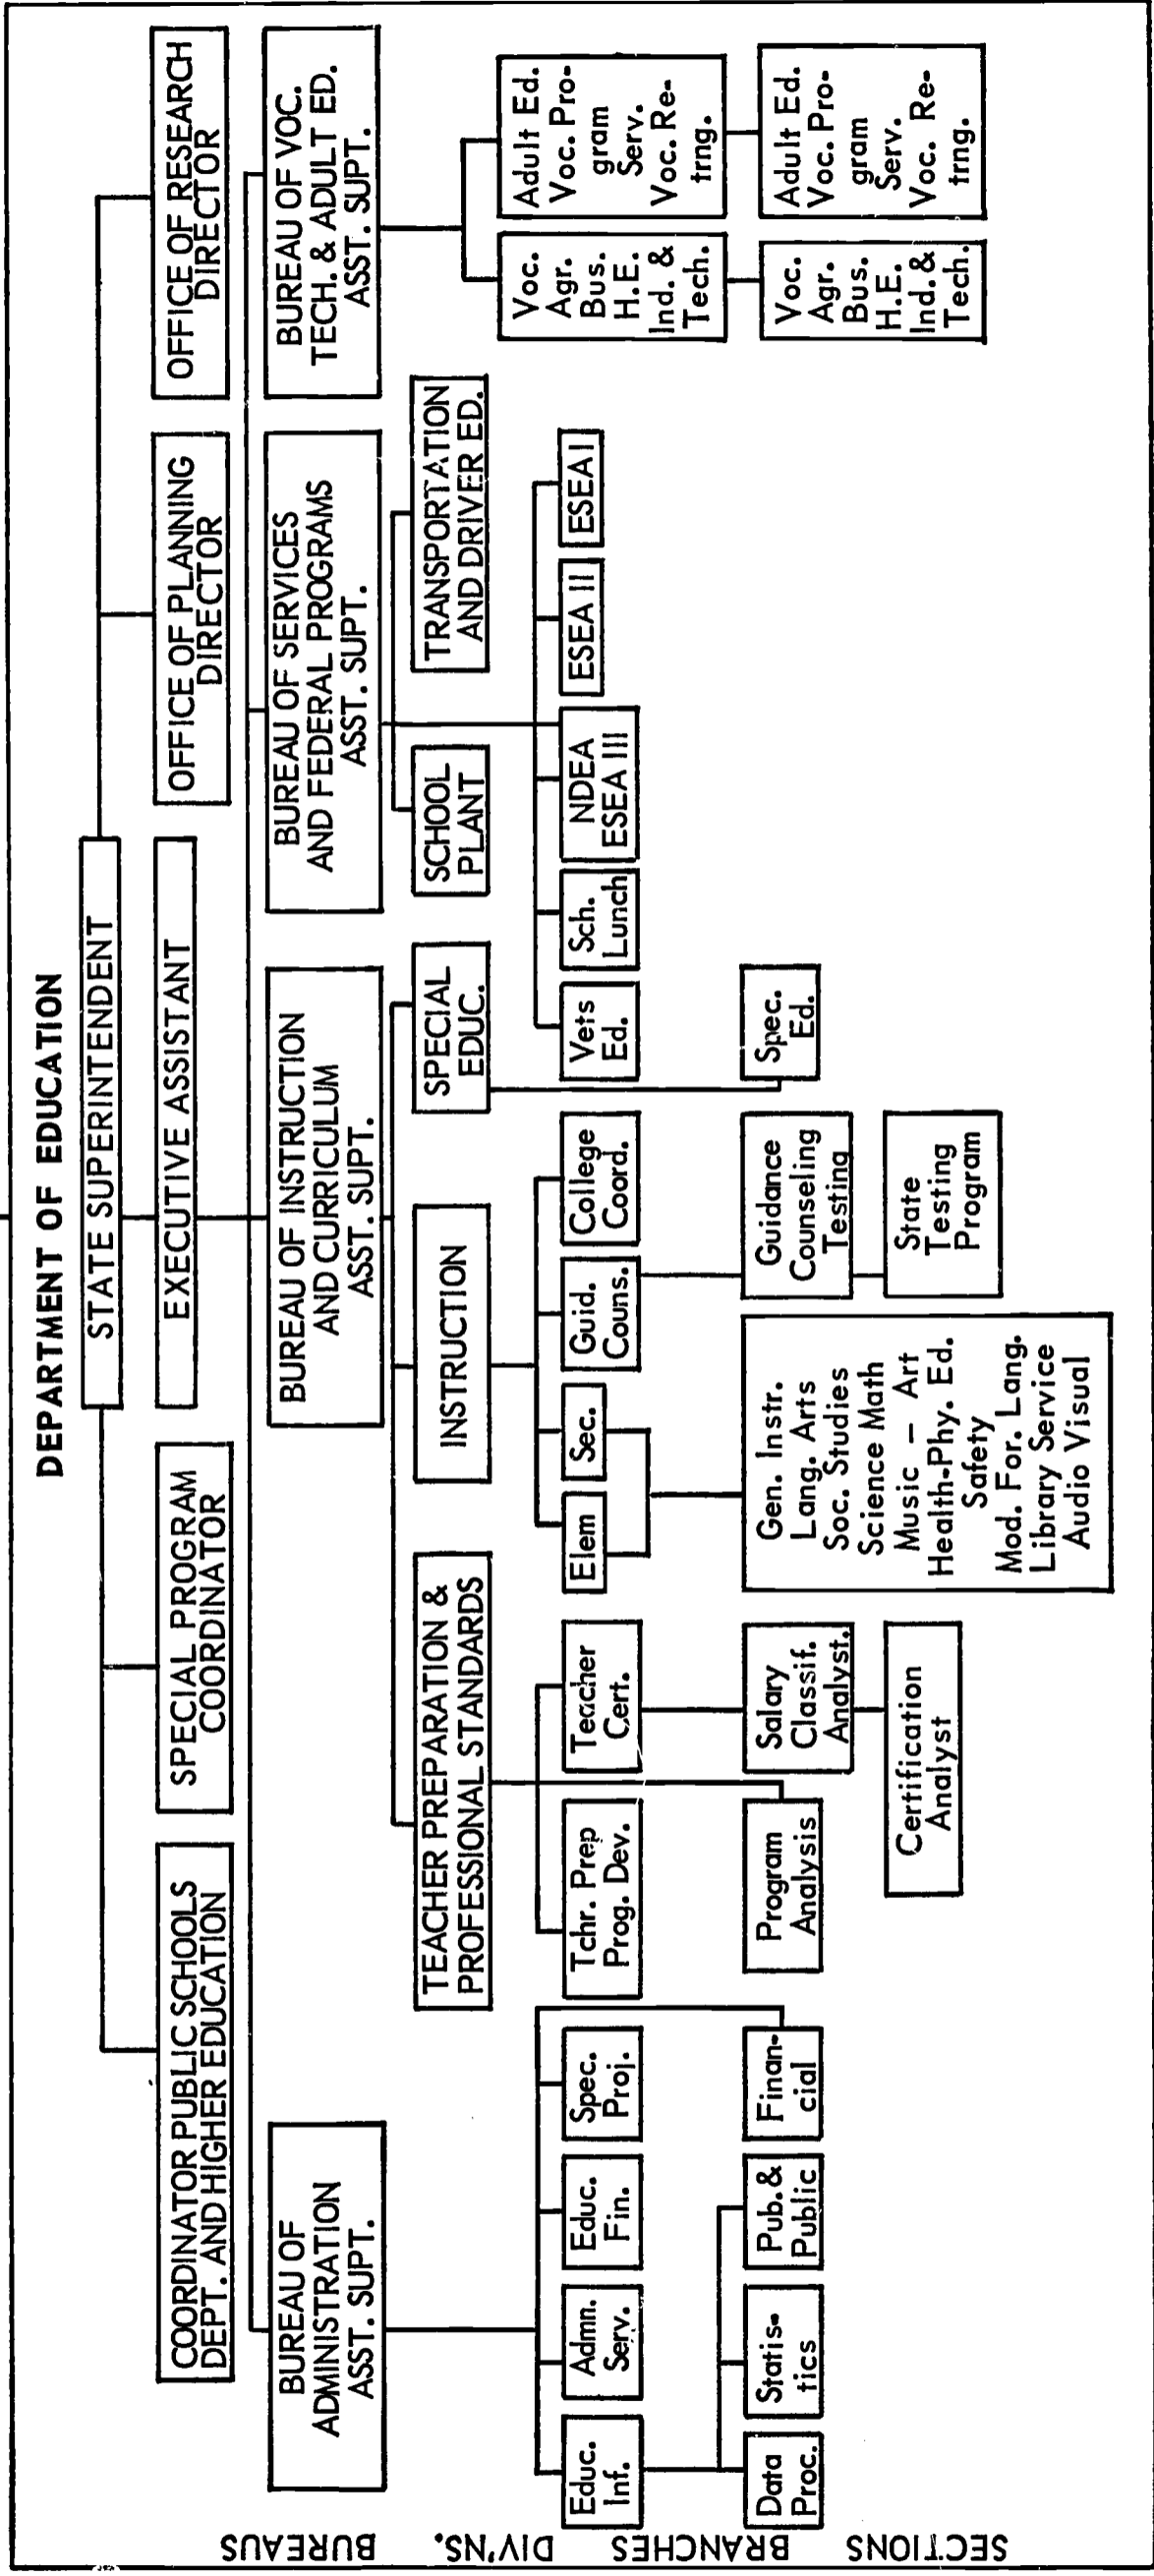 DEPARTMENT OF EDUCATION
STATE SUPERINTENDENT
EXECUTIVE ASSISTANT
COORDINATOR PUBLIC SCHOOLS
DEPT. AND HIGHER EDUCATION
SPECIAL PROGRAM
COORDINATOR
OFFICE OF PLANNING
DIRECTOR
OFFICE OF RESEARCH
DIRECTOR
BUREAUS
BUREAU OF
ADMINISTRATION
ASST. SUPT.
BUREAU OF INSTRUCTION
AND CURRICULUM
ASST. SUPT.
BUREAU OF SERVICES
AND FEDERAL PROGRAMS
ASST. SUPT.
BUREAU OF VOC.
TECH. & ADULT ED.
ASST. SUPT.
DIV'NS.
TEACHER PREPARATION &
PROFESSIONAL STANDARDS
INSTRUCTION
SPECIAL
EDUC.
SCHOOL
PLANT
TRANSPORTATION
AND DRIVER ED.
Voc.
Agr.
Bus.
H.E.
Ind. &
Tech.
Adult Ed.
Voc. Pro-
gram
Serv.
Voc. Re-
trng.
BRANCHES
Educ.
Inf.
Admn.
Serv.
Educ.
Fin.
Spec.
Proj.
Tchr. Prep
Prog. Dev.
Teacher
Cert.
Elem
Sec.
Guid.
Couns.
College
Coord.
Vets
Ed.
Sch.
Lunch
NDEA
ESEA III
ESEA II
ESEA I
SECTIONS
Data
Proc.
Statis-
tics
Pub. &
Public
Finan-
cial
Program
Analysis
Salary
Classif.
Analyst.
Certification
Analyst
Gen. Instr.
Lang. Arts
Soc. Studies
Science Math
Music - Art
Health-Phy. Ed.
Safety
Mod. For. Lang.
Library Service
Audio Visual
Guidance
Counseling
Testing
State
Testing
Program
Spec.
Ed.
Voc.
Agr.
Bus.
H.E.
Ind. &
Tech.
Adult Ed.
Voc. Pro-
gram
Serv.
Voc. Re-
trng.